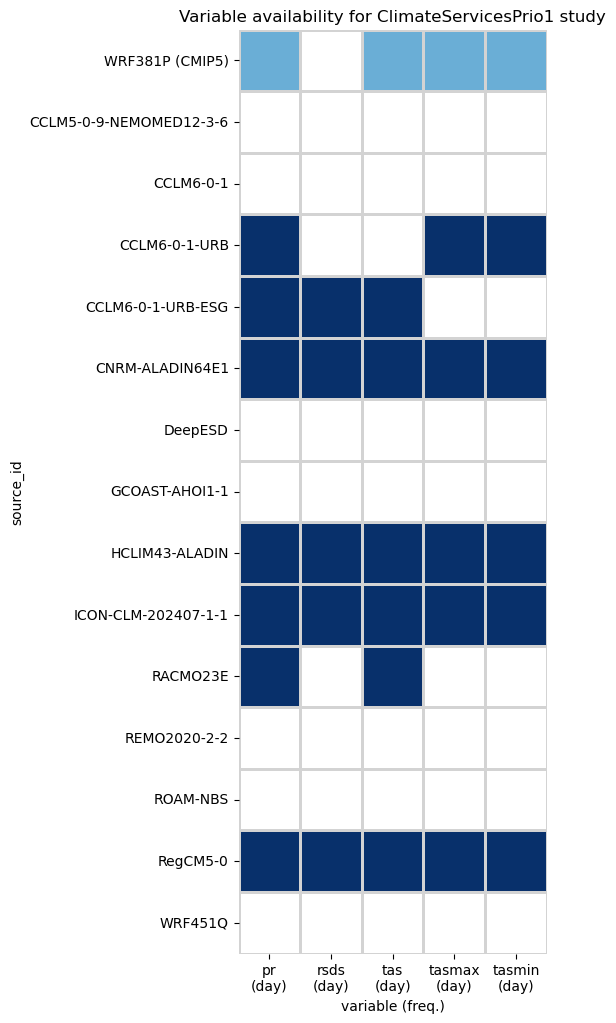 Variable availability for ClimateServicesPrio1 study
WRF381P (CMIP5)
CCLM5-0-9-NEMOMED12-3-6
CCLM6-0-1
CCLM6-0-1-URB
CCLM6-0-1-URB-ESG
CNRM-ALADIN64E1
DeepESD
GCOAST-AHOI1-1
HCLIM43-ALADIN
ICON-CLM-202407-1-1
RACMO23E
REMO2020-2-2
ROAM-NBS
RegCM5-0
WRF451Q
source_id
pr rsds tas tasmax tasmin
(day) (day) (day) (day) (day)
variable (freq.)